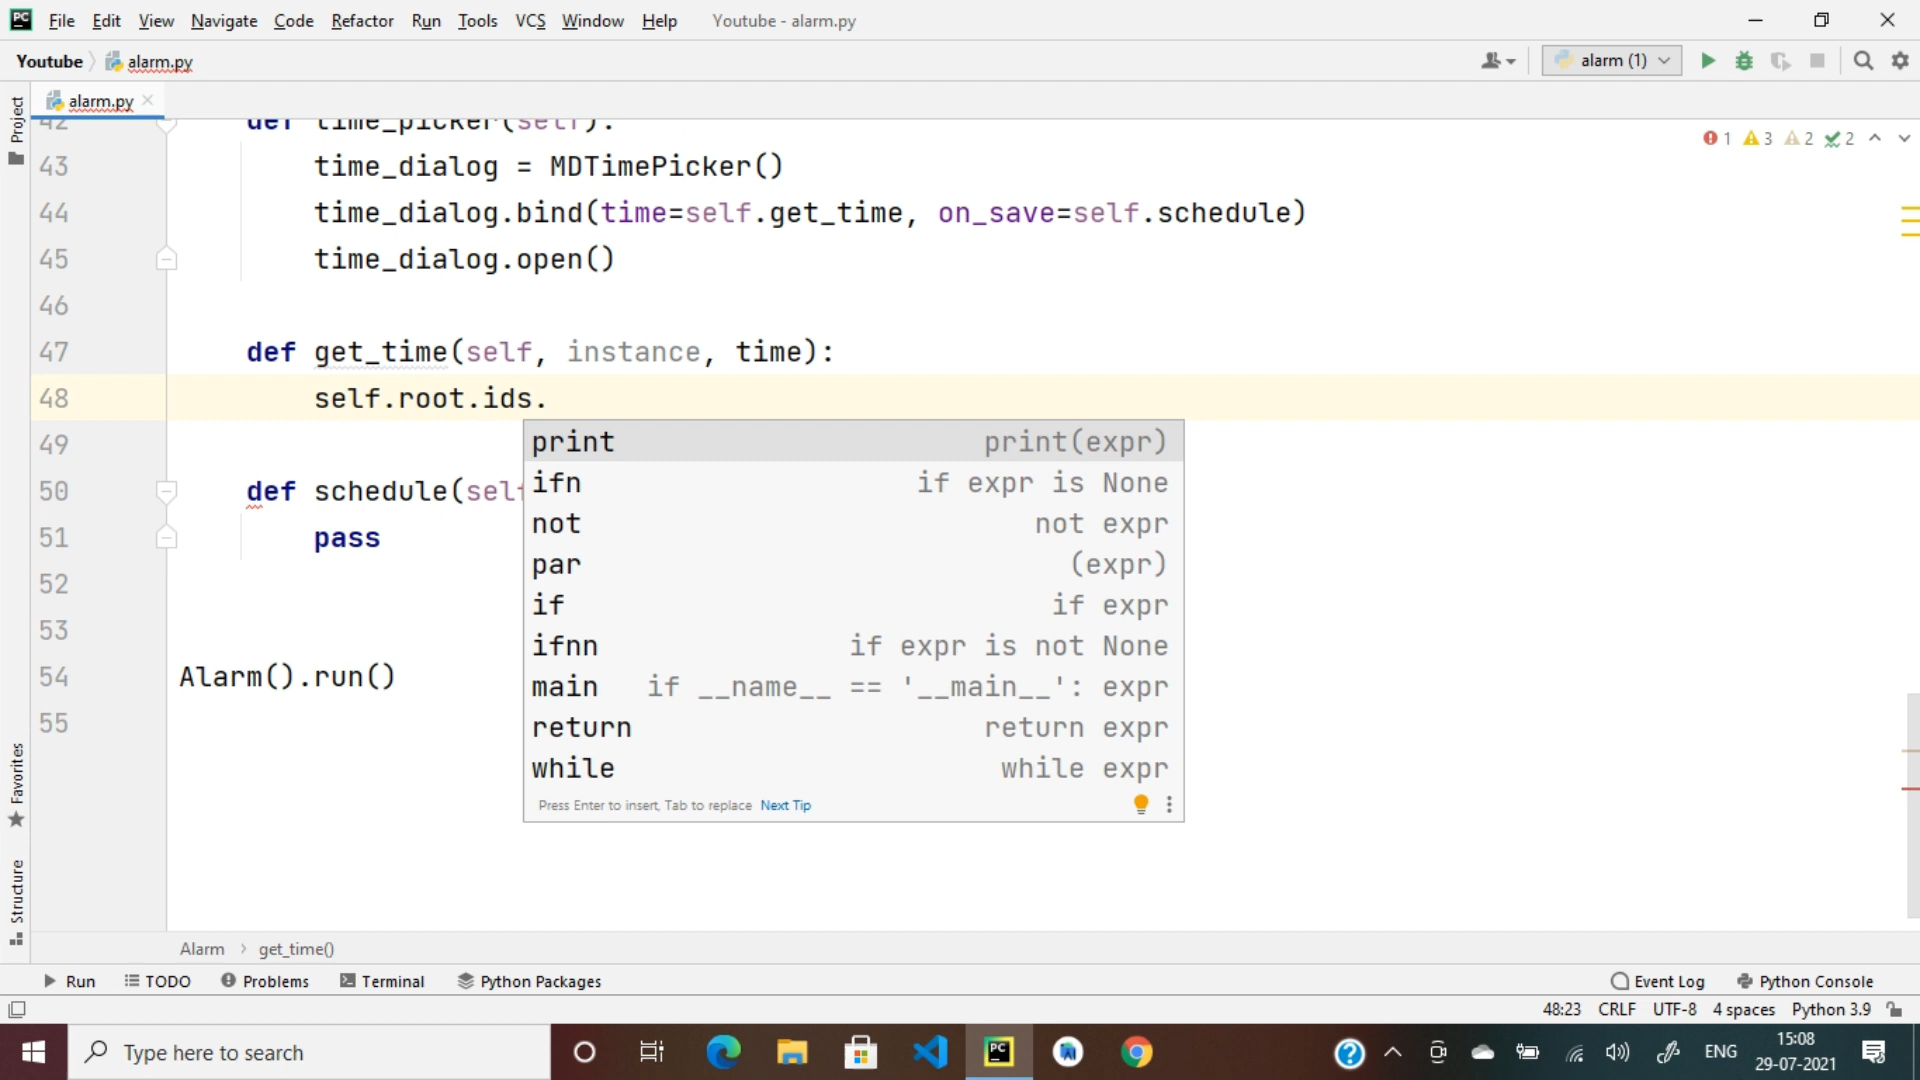 PC File Edit View Navigate Code Refactor Run Tools VCS Window Help Youtube - alarm.py
Youtube alarm.py alarm (1)
Project
alarm.py
1 3 2 2
42 def time_picker(self):
43 time_dialog = MDTimePicker()
44 time_dialog.bind(time=self.get_time, on_save=self.schedule)
45 time_dialog.open()
46
47 def get_time(self, instance, time):
48 self.root.ids.
49
50 def schedule(self
51 pass
52
53
54 Alarm().run()
55
print print(expr)
ifn if expr is None
not not expr
par (expr)
if if expr
ifnn if expr is not None
main if __name__ == '__main__': expr
return return expr
while while expr
Press Enter to insert, Tab to replace Next Tip
Favorites
Structure
Alarm > get_time()
Run TODO Problems Terminal Python Packages Event Log Python Console
48:23 CRLF UTF-8 4 spaces Python 3.9
Type here to search
PC
ENG
15:08
29-07-2021